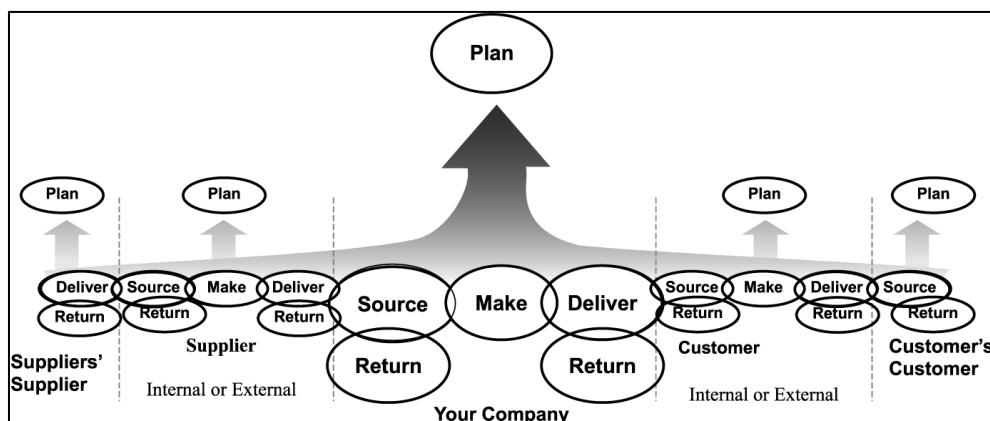 Plan
Plan
Plan
Plan
Plan
Deliver
Source
Make
Deliver
Source
Make
Deliver
Source
Make
Deliver
Source
Return
Return
Return
Return
Return
Return
Return
Return
Suppliers'
Supplier
Supplier
Internal or External
Your Company
Customer
Internal or External
Customer's
Customer